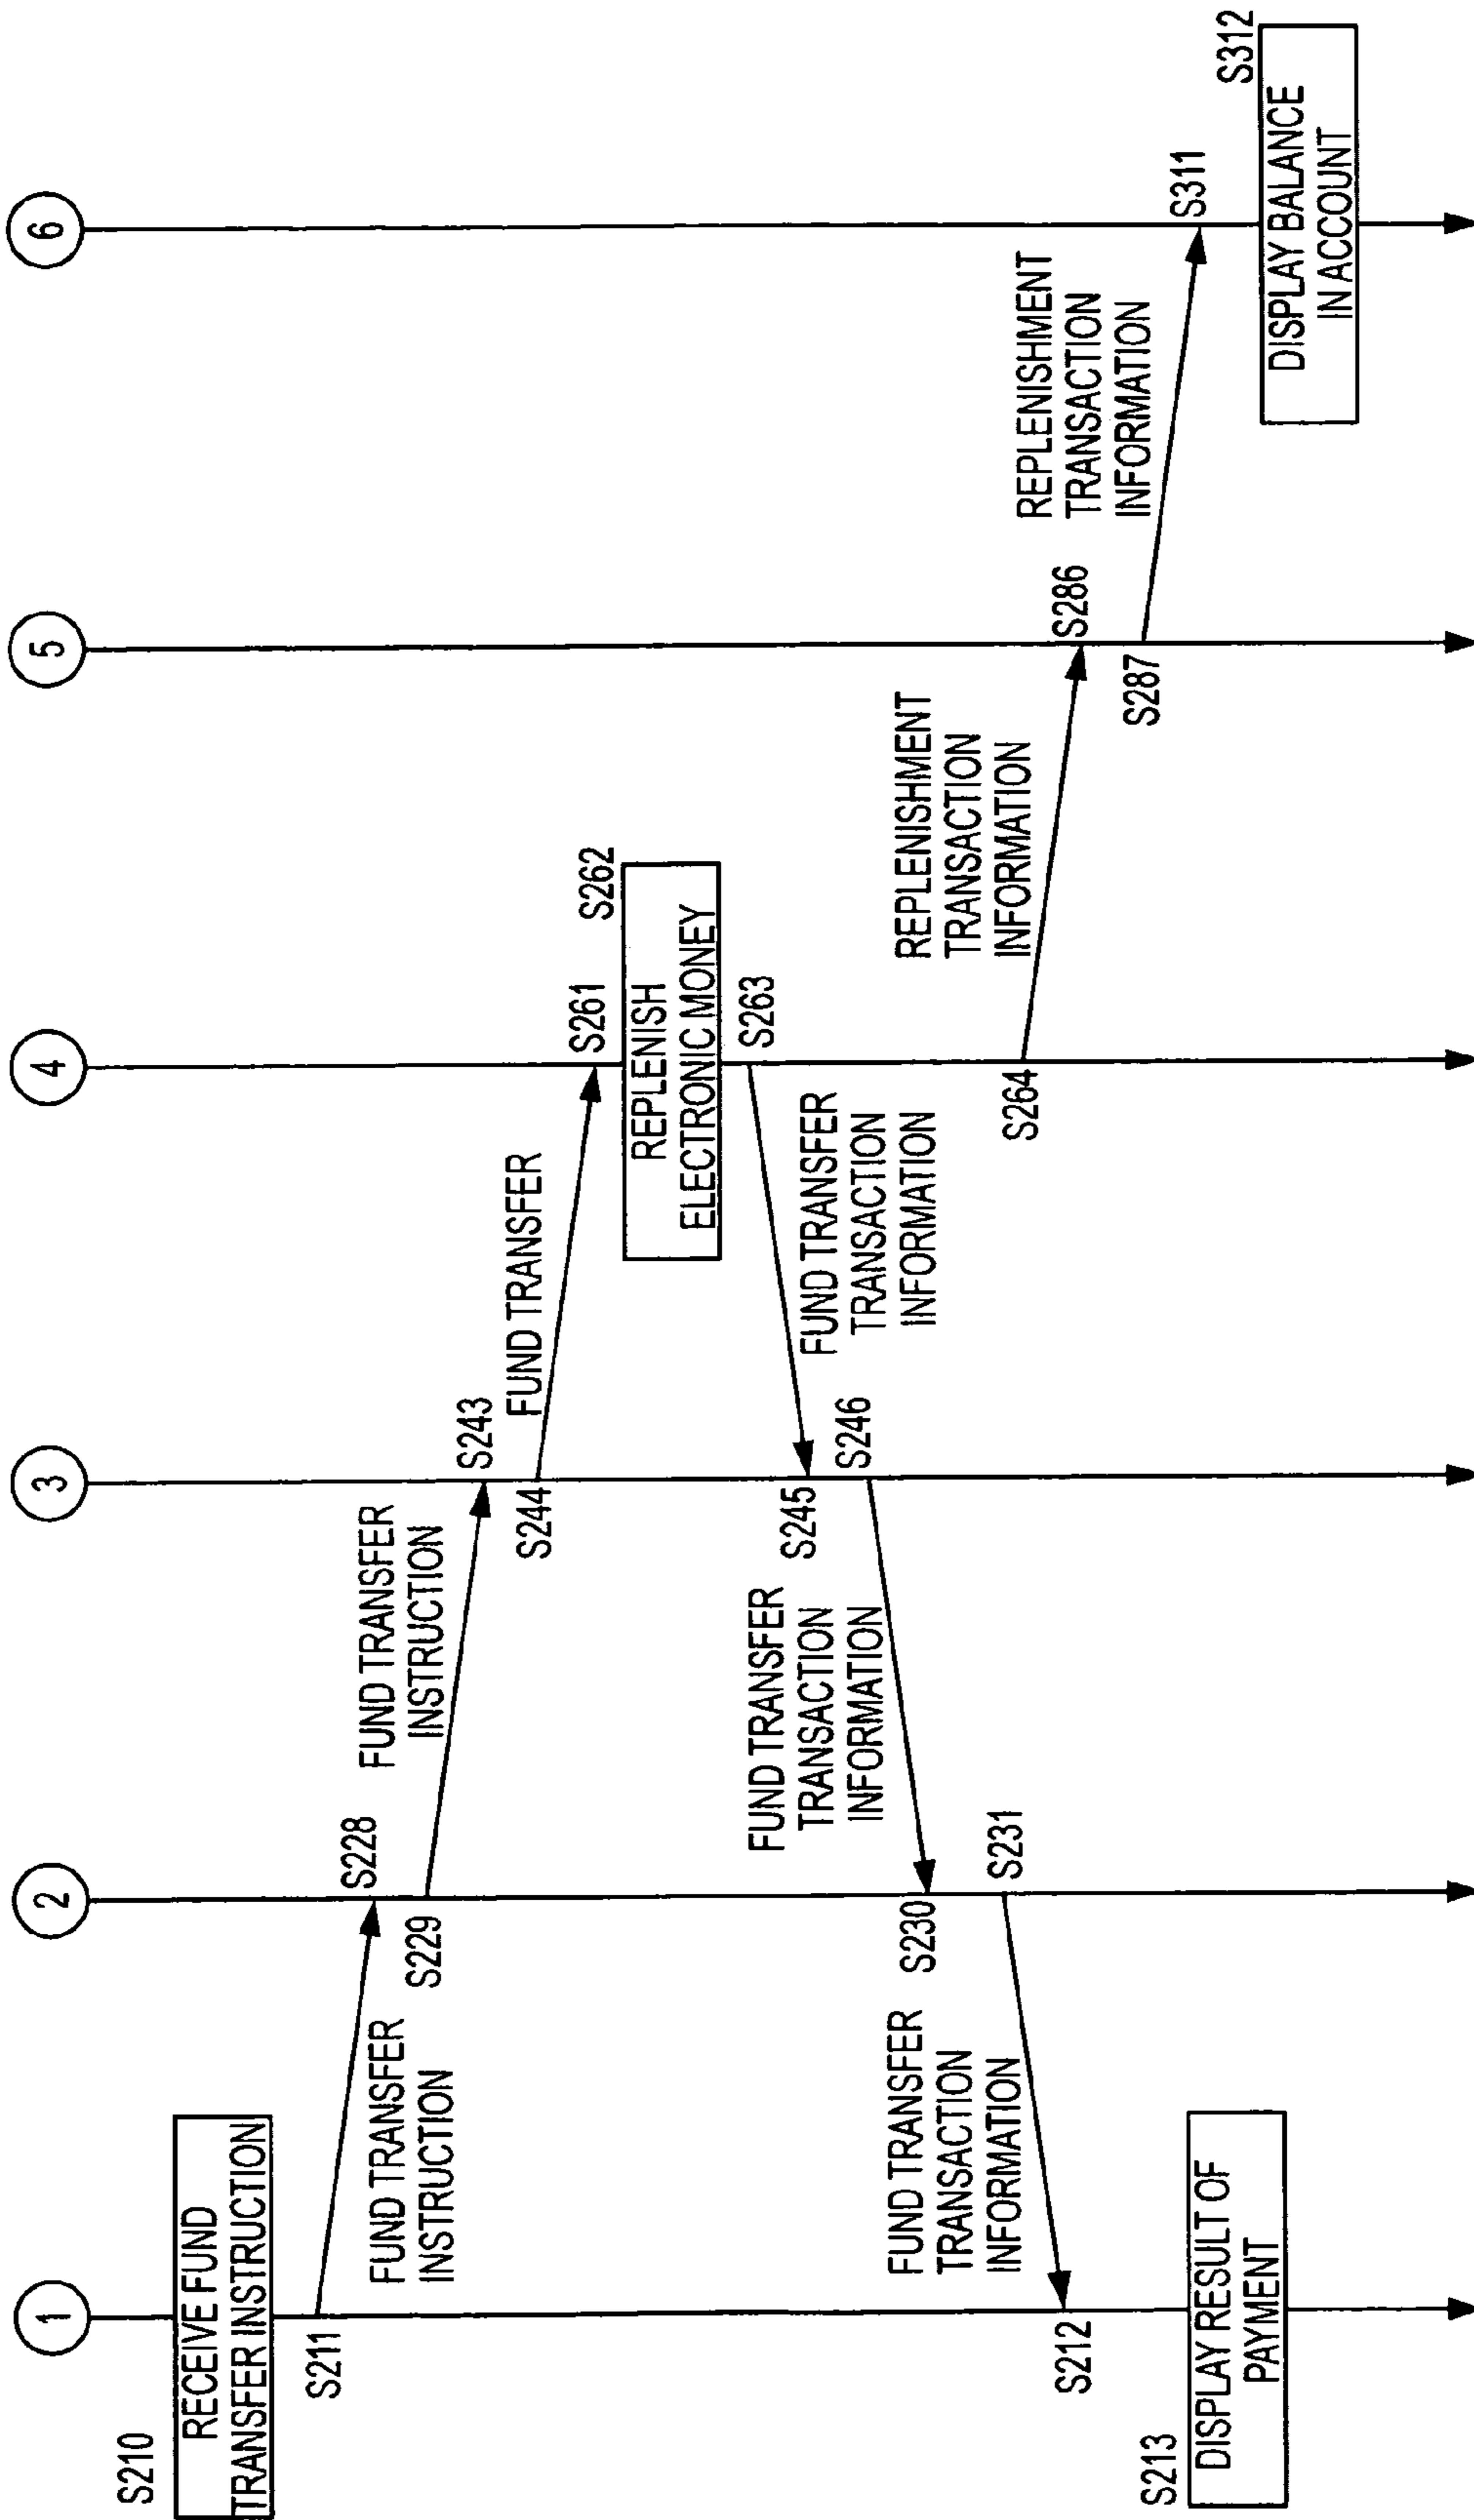 1
2
3
4
5
6
S210
RECEIVE FUND
TRANSFER INSTRUCTION
S211
FUND TRANSFER
INSTRUCTION
S228
S229
FUND TRANSFER
INSTRUCTION
S243
S244
FUND TRANSFER
S261
S262
REPLENISH
ELECTRONIC MONEY
S263
FUND TRANSFER
TRANSACTION
INFORMATION
S245
S246
FUND TRANSFER
TRANSACTION
INFORMATION
S230
S231
FUND TRANSFER
TRANSACTION
INFORMATION
S212
S213
DISPLAY RESULT OF
PAYMENT
S264
REPLENISHMENT
TRANSACTION
INFORMATION
S286
S287
REPLENISHMENT
TRANSACTION
INFORMATION
S311
S312
DISPLAY BALANCE
IN ACCOUNT